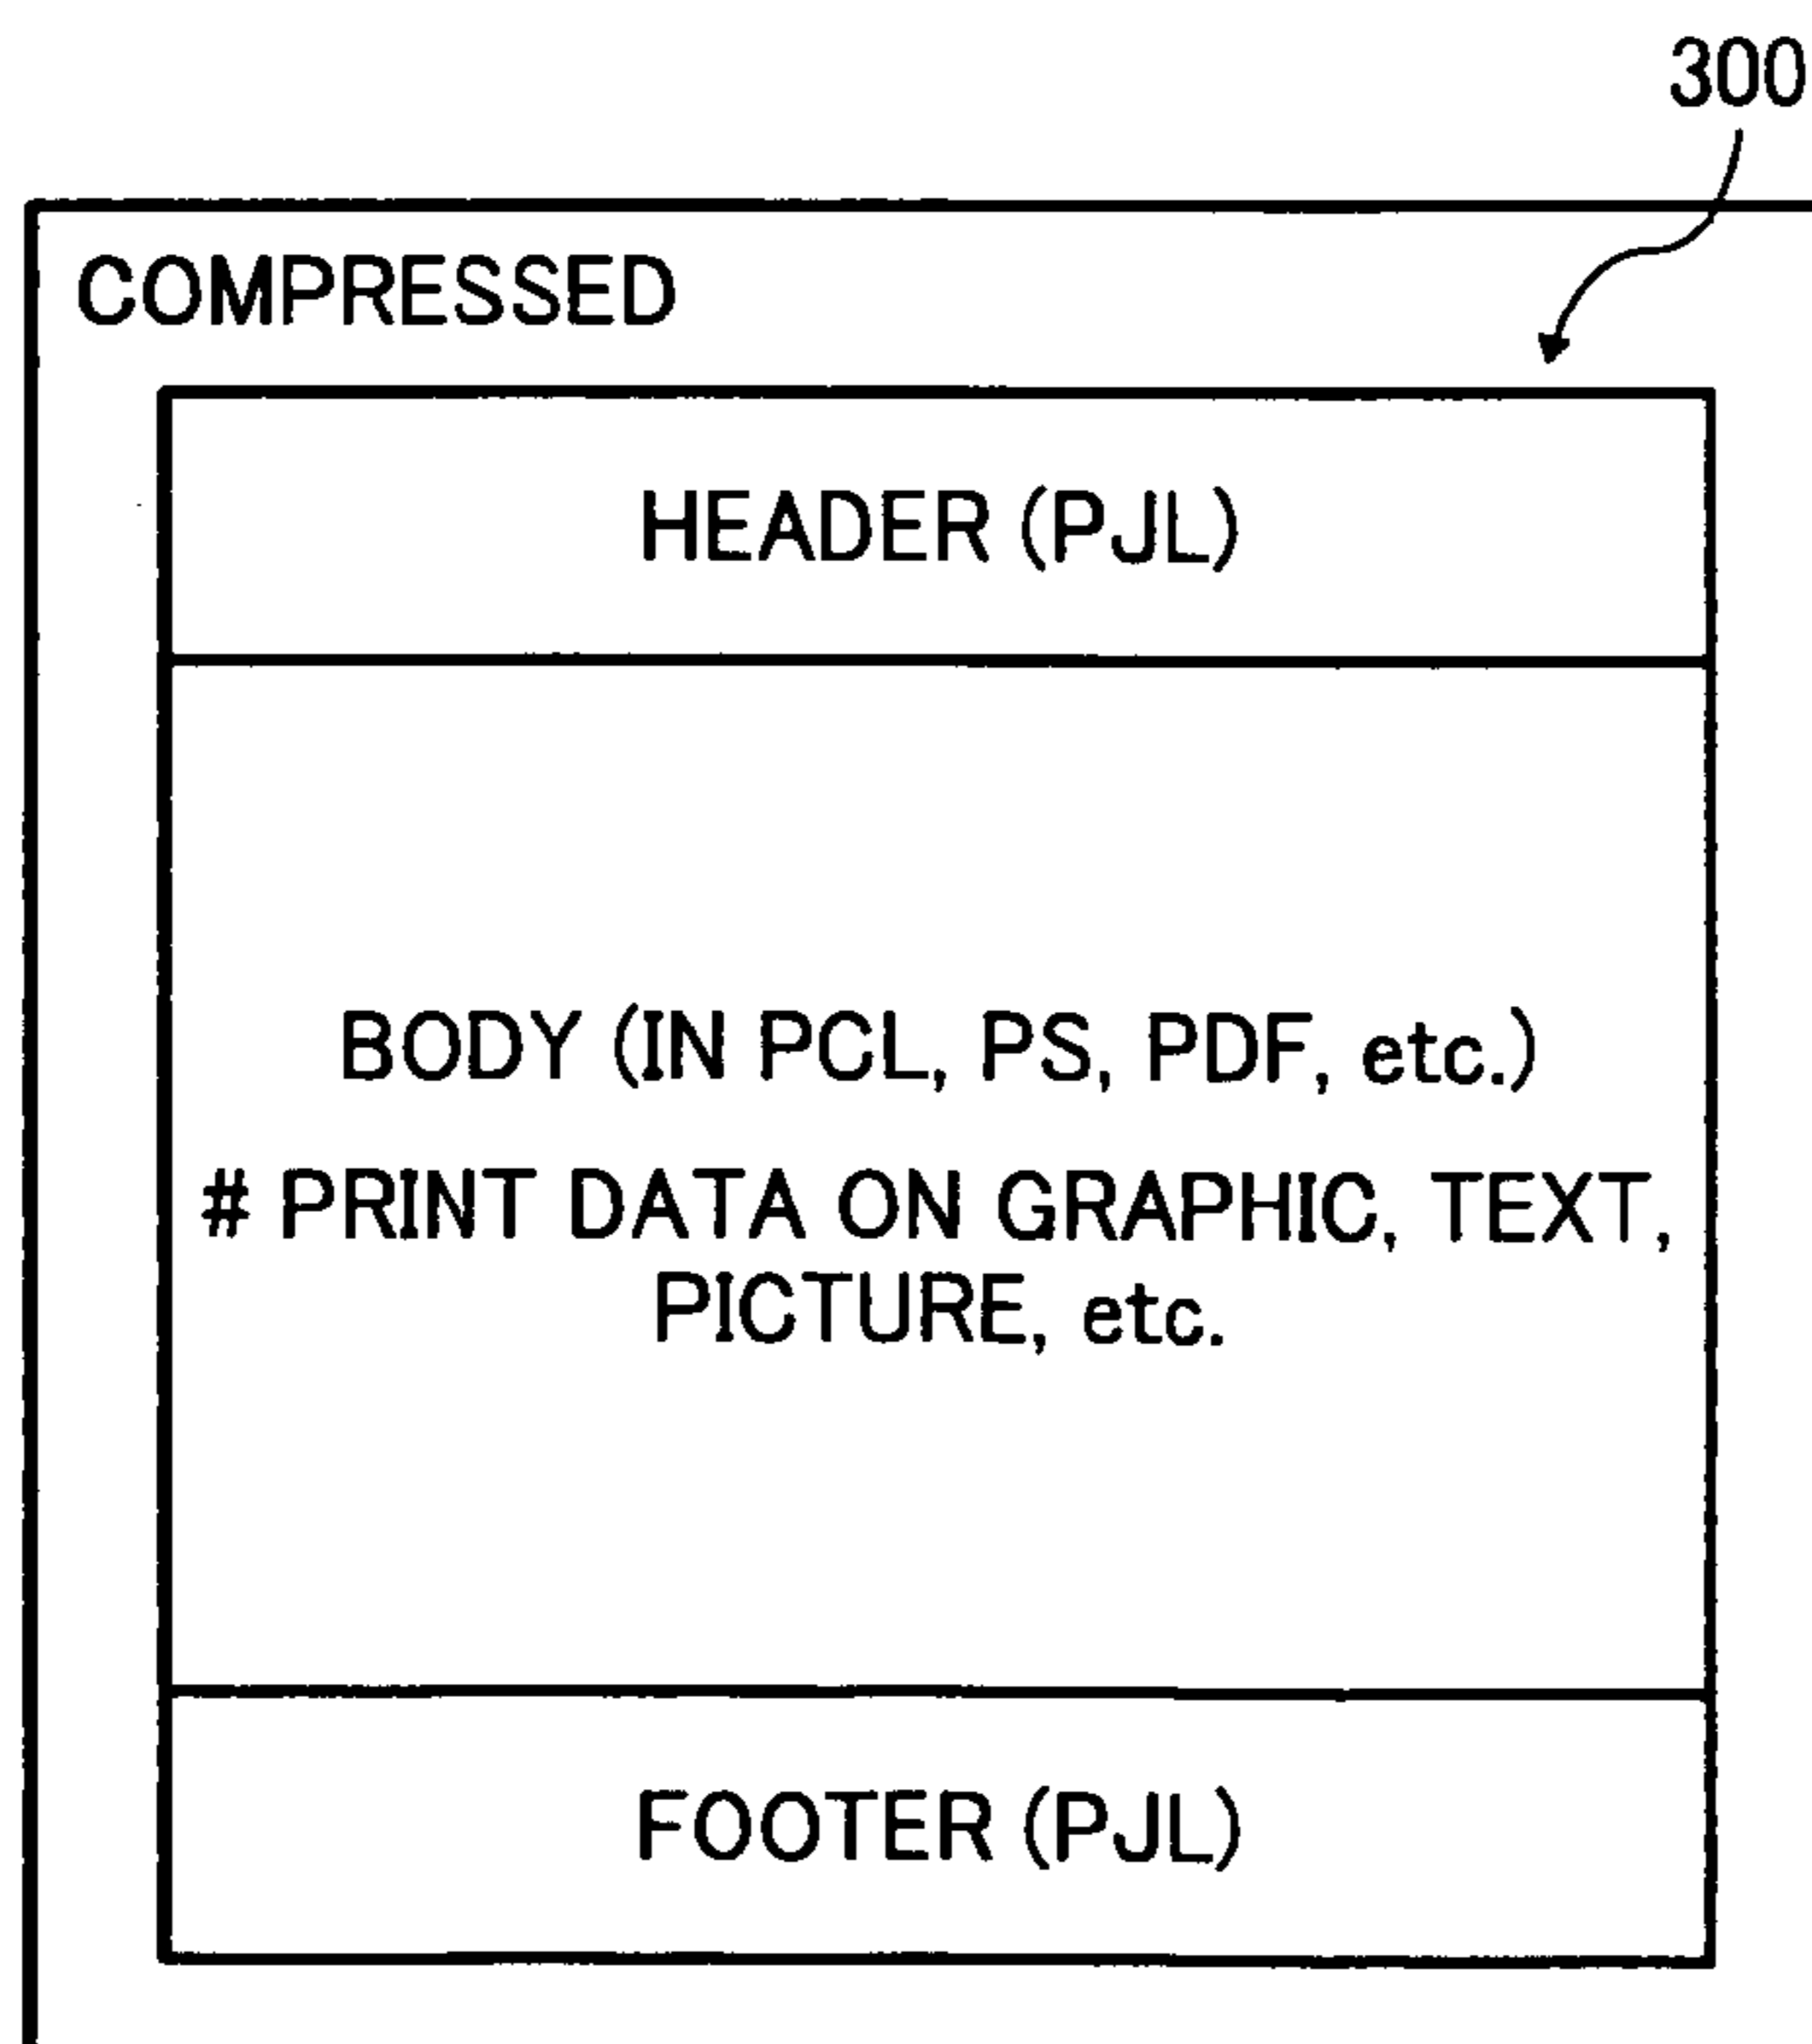 300
COMPRESSED
HEADER (PJL)
BODY (IN PCL, PS, PDF, etc.)
# PRINT DATA ON GRAPHIC, TEXT,
PICTURE, etc.
FOOTER (PJL)